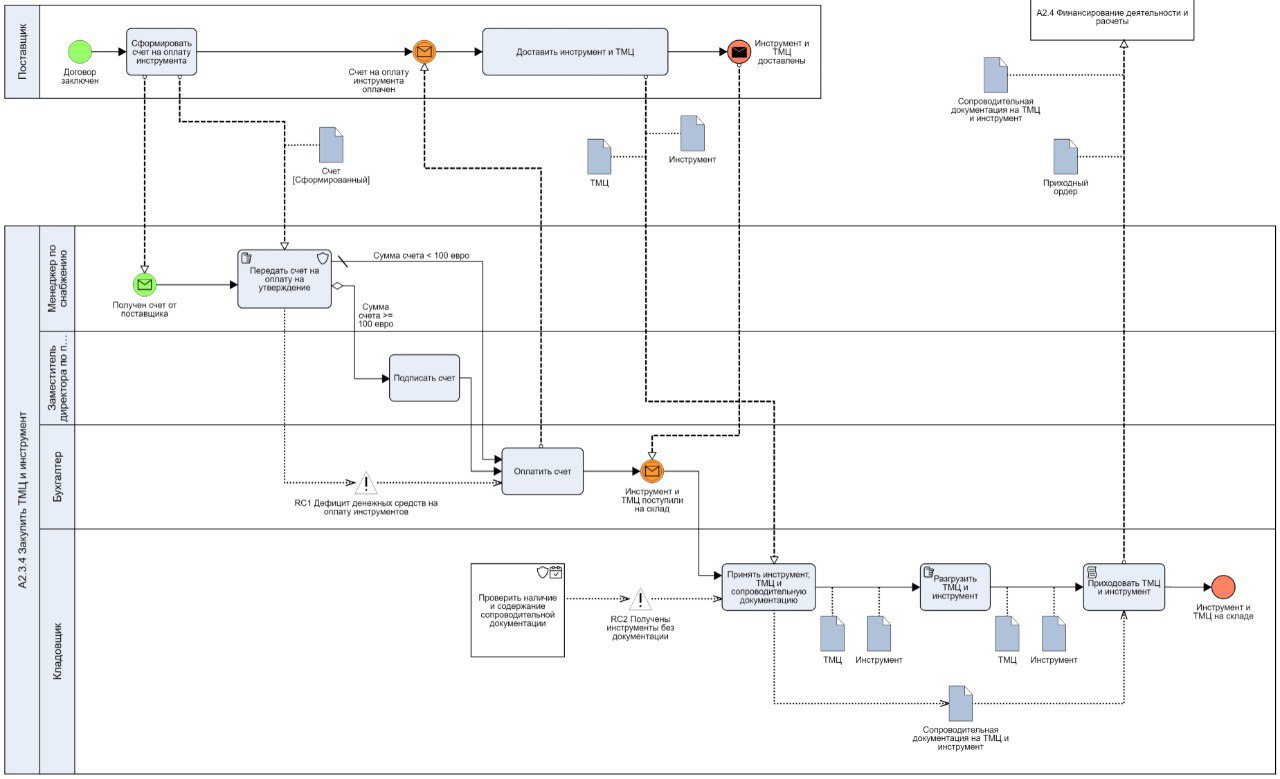 Поставщик
Договор
заключен
Сформировать
счет на оплату
инструмента
Счет на оплату
инструмента
оплачен
Доставить инструмент и ТМЦ
Инструмент и
ТМЦ
доставлены
А2.4 Финансирование деятельности и
расчеты
Сопроводительная
документация на ТМЦ
и инструмент
Счет
[Сформированный]
ТМЦ
Инструмент
Приходный
ордер
А2.3.4 Закупить ТМЦ и инструмент
Менеджер по
снабжению
Получен счет от
поставщика
Передать счет на
оплату на
утверждение
Сумма счета < 100 евро
Сумма
счета >=
100 евро
Заместитель
директора по п...
Подписать счет
Бухгалтер
RC1 Дефицит денежных средств на
оплату инструментов
Оплатить счет
Инструмент и
ТМЦ поступили
на склад
Кладовщик
Проверить наличие
и содержание
сопроводительной
документации
RC2 Получены
инструменты без
документации
Принять инструмент,
ТМЦ и
сопроводительную
документацию
ТМЦ
Инструмент
Разгрузить
ТМЦ и
инструмент
ТМЦ
Инструмент
Приходовать ТМЦ
и инструмент
Инструмент и
ТМЦ на складе
Сопроводительная
документация на ТМЦ и
инструмент